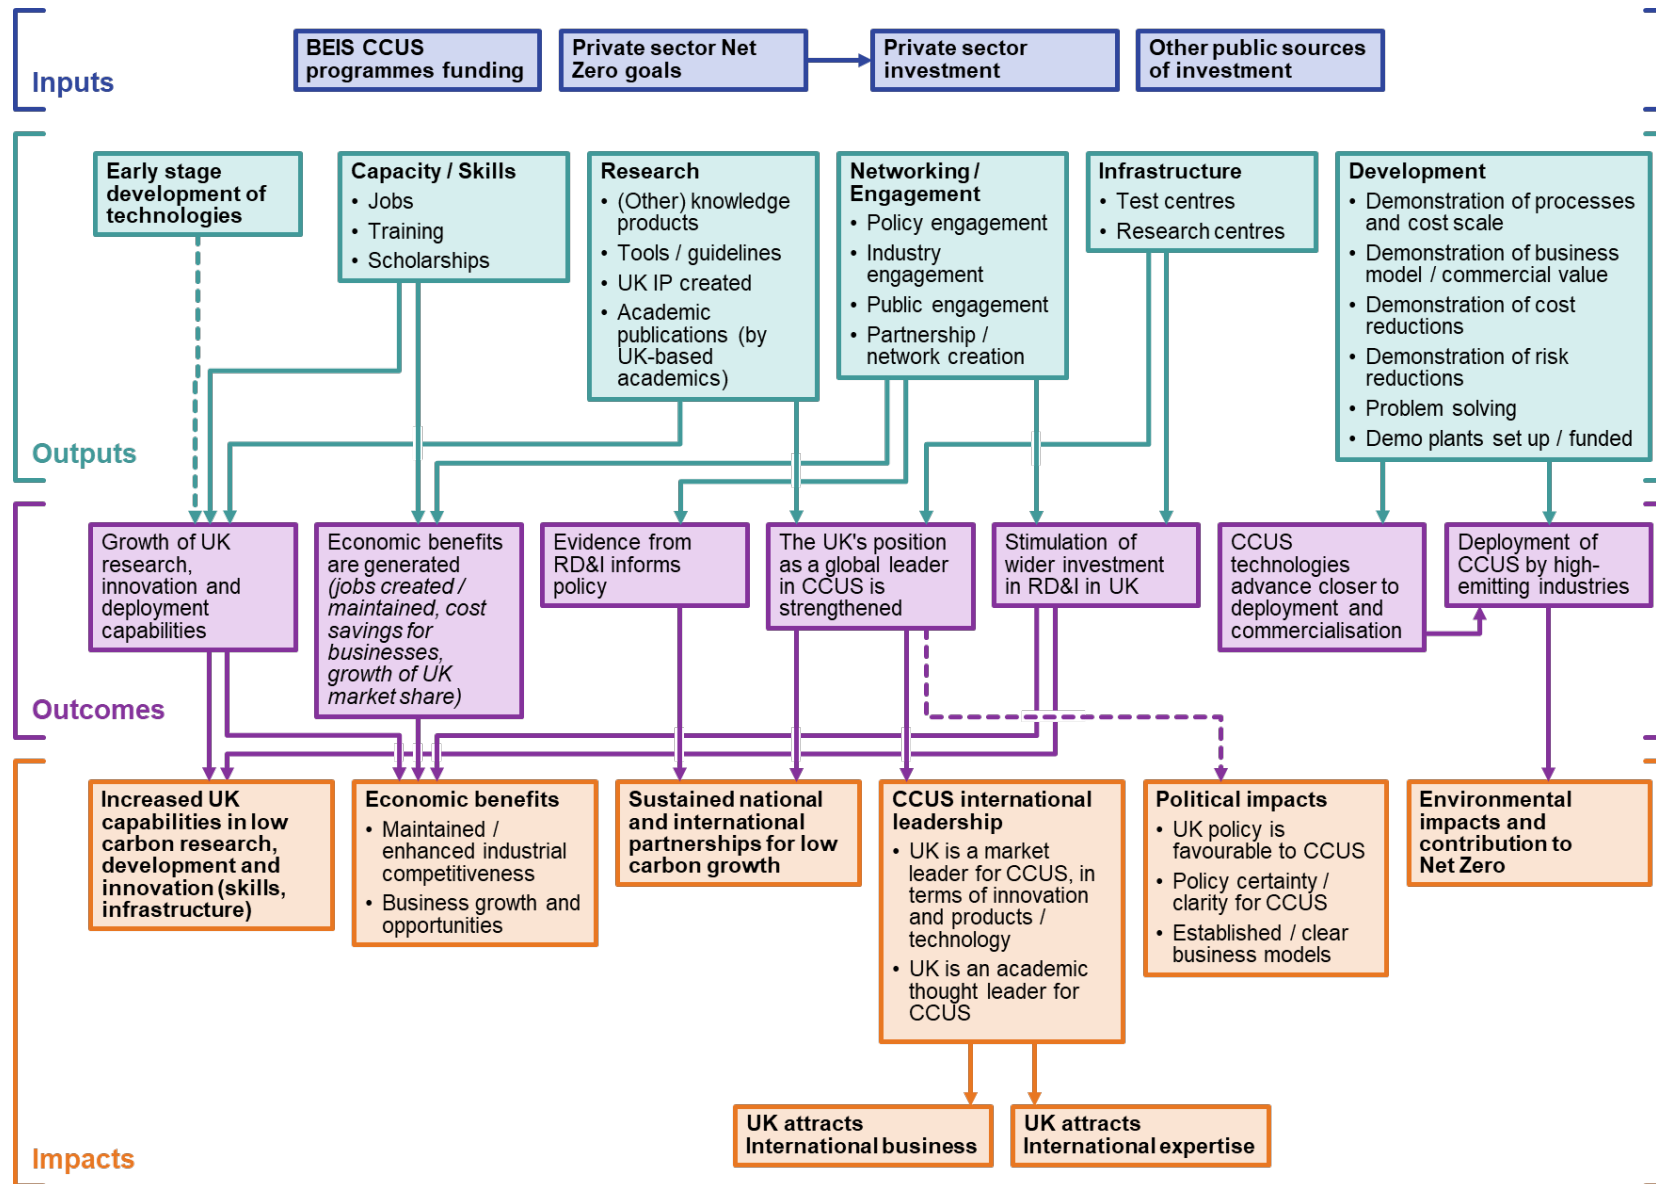 Inputs
BEIS CCUS
programmes funding
Private sector Net
Zero goals
Private sector
investment
Other public sources
of investment
Outputs
Early stage
development of
technologies
Capacity / Skills
• Jobs
• Training
• Scholarships
Research
• (Other) knowledge
products
• Tools / guidelines
• UK IP created
• Academic
publications (by
UK-based
academics)
Networking /
Engagement
• Policy engagement
• Industry
engagement
• Public engagement
• Partnership /
network creation
Infrastructure
• Test centres
• Research centres
Development
• Demonstration of processes
and cost scale
• Demonstration of business
model / commercial value
• Demonstration of cost
reductions
• Demonstration of risk
reductions
• Problem solving
• Demo plants set up / funded
Outcomes
Growth of UK
research,
innovation and
deployment
capabilities
Economic benefits
are generated
(jobs created /
maintained, cost
savings for
businesses,
growth of UK
market share)
Evidence from
RD&I informs
policy
The UK's position
as a global leader
in CCUS is
strengthened
Stimulation of
wider investment
in RD&I in UK
CCUS
technologies
advance closer to
deployment and
commercialisation
Deployment of
CCUS by high-
emitting industries
Impacts
Increased UK
capabilities in low
carbon research,
development and
innovation (skills,
infrastructure)
Economic benefits
• Maintained /
enhanced industrial
competitiveness
• Business growth and
opportunities
Sustained national
and international
partnerships for low
carbon growth
CCUS international
leadership
• UK is a market
leader for CCUS, in
terms of innovation
and products /
technology
• UK is an academic
thought leader for
CCUS
Political impacts
• UK policy is
favourable to CCUS
• Policy certainty /
clarity for CCUS
• Established / clear
business models
Environmental
impacts and
contribution to
Net Zero
UK attracts
International business
UK attracts
International expertise